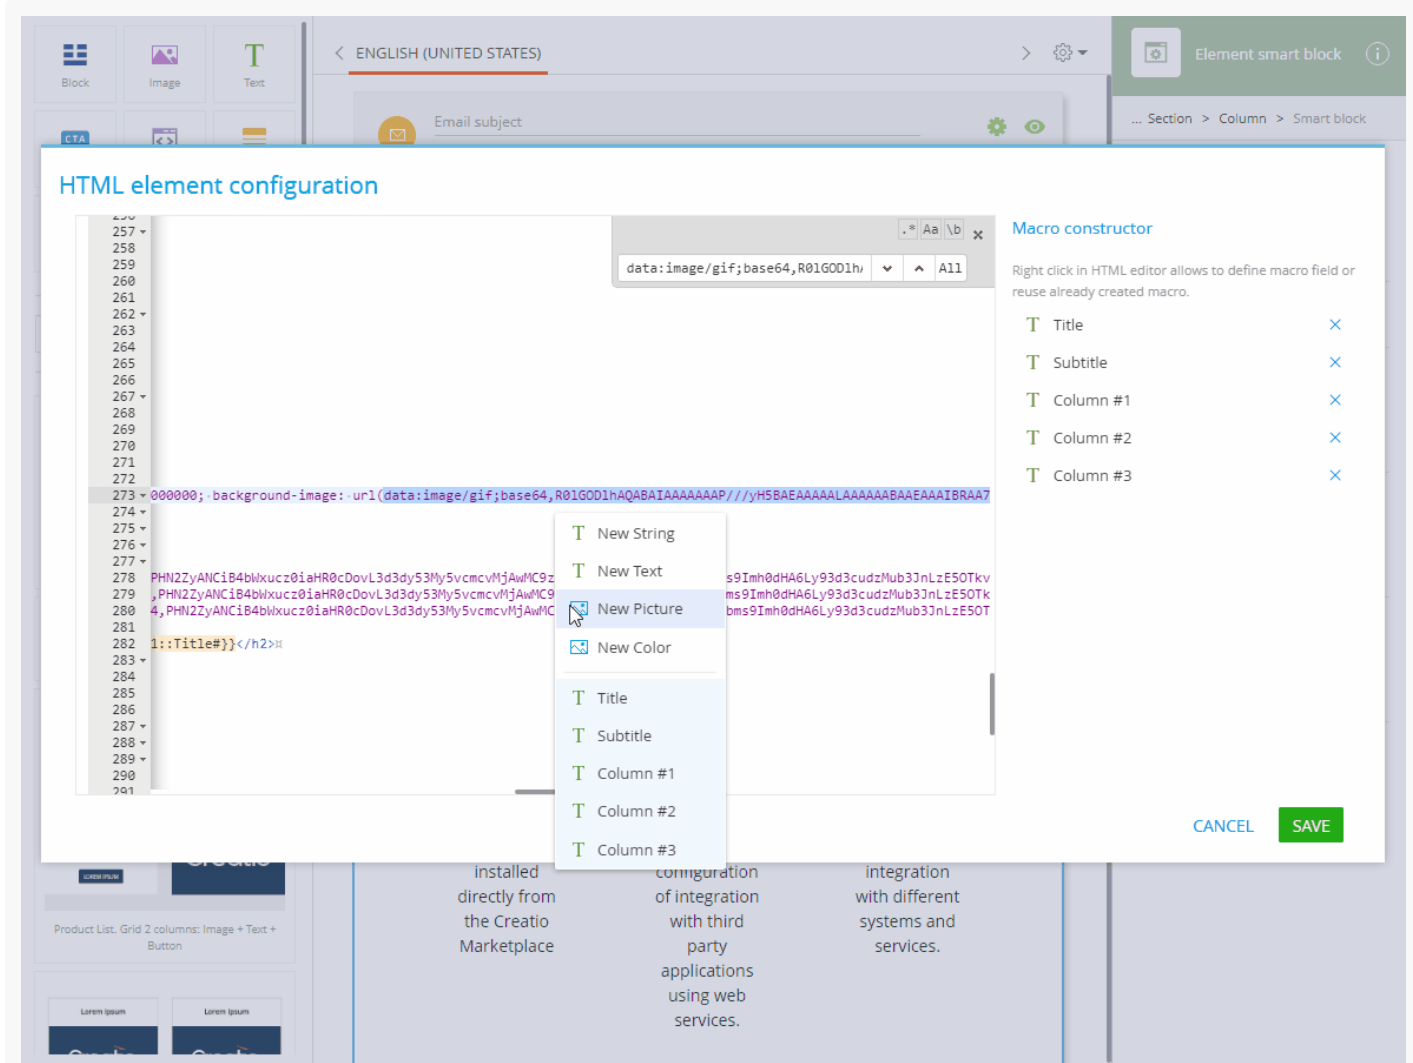 Block
Image
Text
CTA
ENGLISH (UNITED STATES)
Email subject
Element smart block
... Section > Column > Smart block
HTML element configuration
257
258
259
260
261
262
263
264
265
266
267
268
269
270
271
272
273 000000; background-image: url(data:image/gif;base64,R0lGODlhAQABAIAAAAAAAP///yH5BAEAAAAALAAAAAABAAEAAAIBRAA7
274
275
276
277
278 PHN2ZyANCiB4bWxucz0iaHR0cDovL3d3dy53My5vcmcvMjAwMC9z s9Imh0dHA6Ly93d3cudzMub3JnLzE5OTkv
279 ,PHN2ZyANCiB4bWxucz0iaHR0cDovL3d3dy53My5vcmcvMjAwMC9 ms9Imh0dHA6Ly93d3cudzMub3JnLzE5OTk
280 4,PHN2ZyANCiB4bWxucz0iaHR0cDovL3d3dy53My5vcmcvMjAwMC bms9Imh0dHA6Ly93d3cudzMub3JnLzE5OT
281
282 1::Title#}}</h2>¤
283
284
285
286
287
288
289
290
291
.* Aa \b
data:image/gif;base64,R0lGODlhA
All
New String
New Text
New Picture
New Color
Title
Subtitle
Column #1
Column #2
Column #3
Macro constructor
Right click in HTML editor allows to define macro field or
reuse already created macro.
Title
Subtitle
Column #1
Column #2
Column #3
CANCEL
SAVE
LOREM IPSUM
Product List. Grid 2 columns: Image + Text +
Button
Lorem Ipsum
Lorem Ipsum
installed
directly from
the Creatio
Marketplace
configuration
of integration
with third
party
applications
using web
services.
integration
with different
systems and
services.